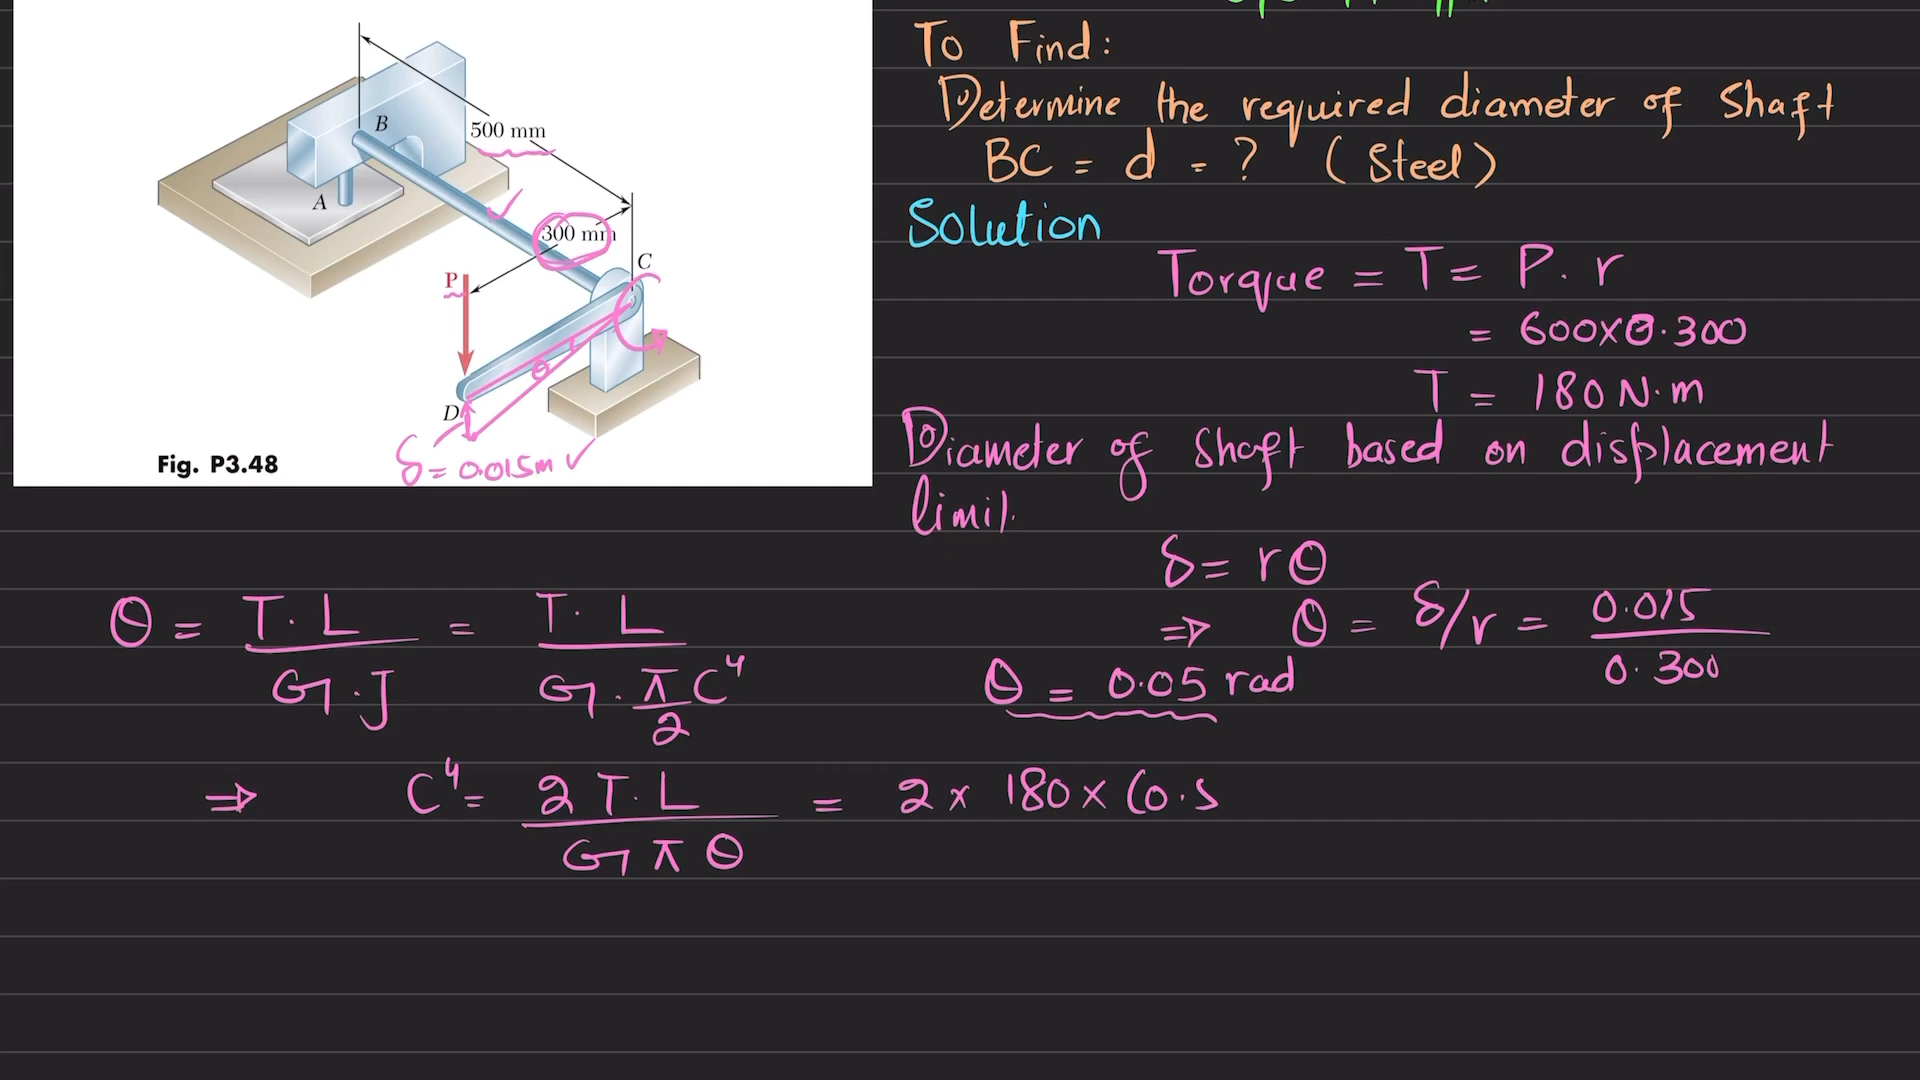 To Find:
Determine the required diameter of Shaft
BC = d = ? (Steel)
Solution
Torque = T = P. r
= 600×0.300
T = 180 N.m
Diameter of Shaft based on displacement
limit.
δ = rθ
⇒ θ = δ/r = 0.015 / 0.300
θ = 0.05 rad
B
500 mm
A
300 mm
C
P
D
δ = 0.015m ✓
Fig. P3.48
θ = T. L / G.J = T. L / G. π/2 C⁴
⇒ C⁴ = 2 T. L / G π θ = 2 × 180 × (0.5